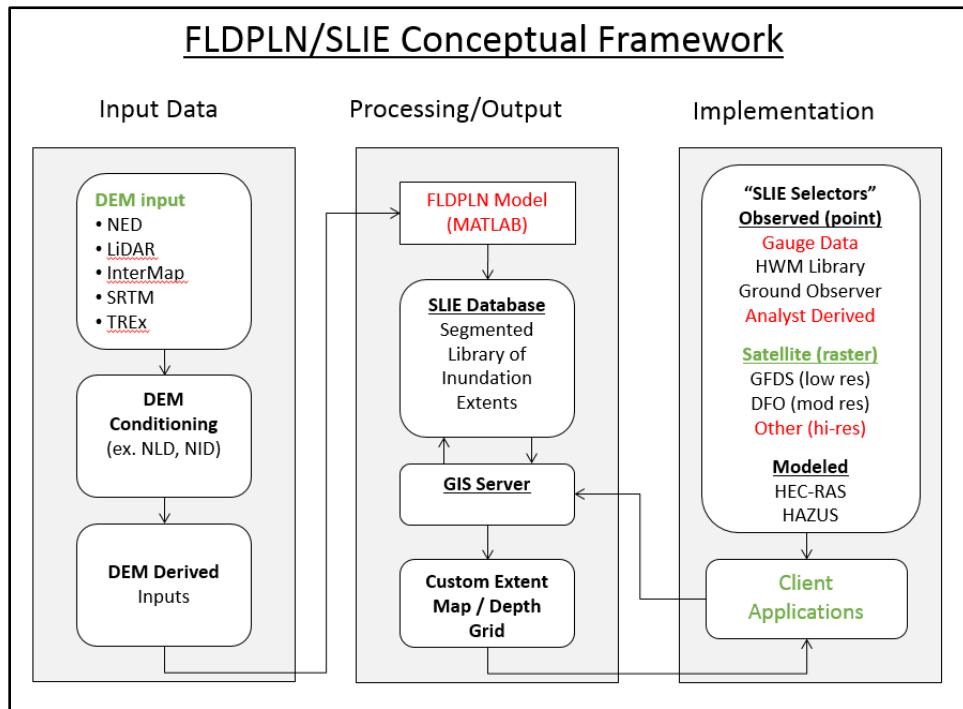 FLDPLN/SLIE Conceptual Framework
Input Data
DEM input
• NED
• LiDAR
• InterMap
• SRTM
• TREx
DEM
Conditioning
(ex. NLD, NID)
DEM Derived
Inputs
Processing/Output
FLDPLN Model
(MATLAB)
SLIE Database
Segmented
Library of
Inundation
Extents
GIS Server
Custom Extent
Map / Depth
Grid
Implementation
“SLIE Selectors”
Observed (point)
Gauge Data
HWM Library
Ground Observer
Analyst Derived
Satellite (raster)
GFDS (low res)
DFO (mod res)
Other (hi-res)
Modeled
HEC-RAS
HAZUS
Client
Applications